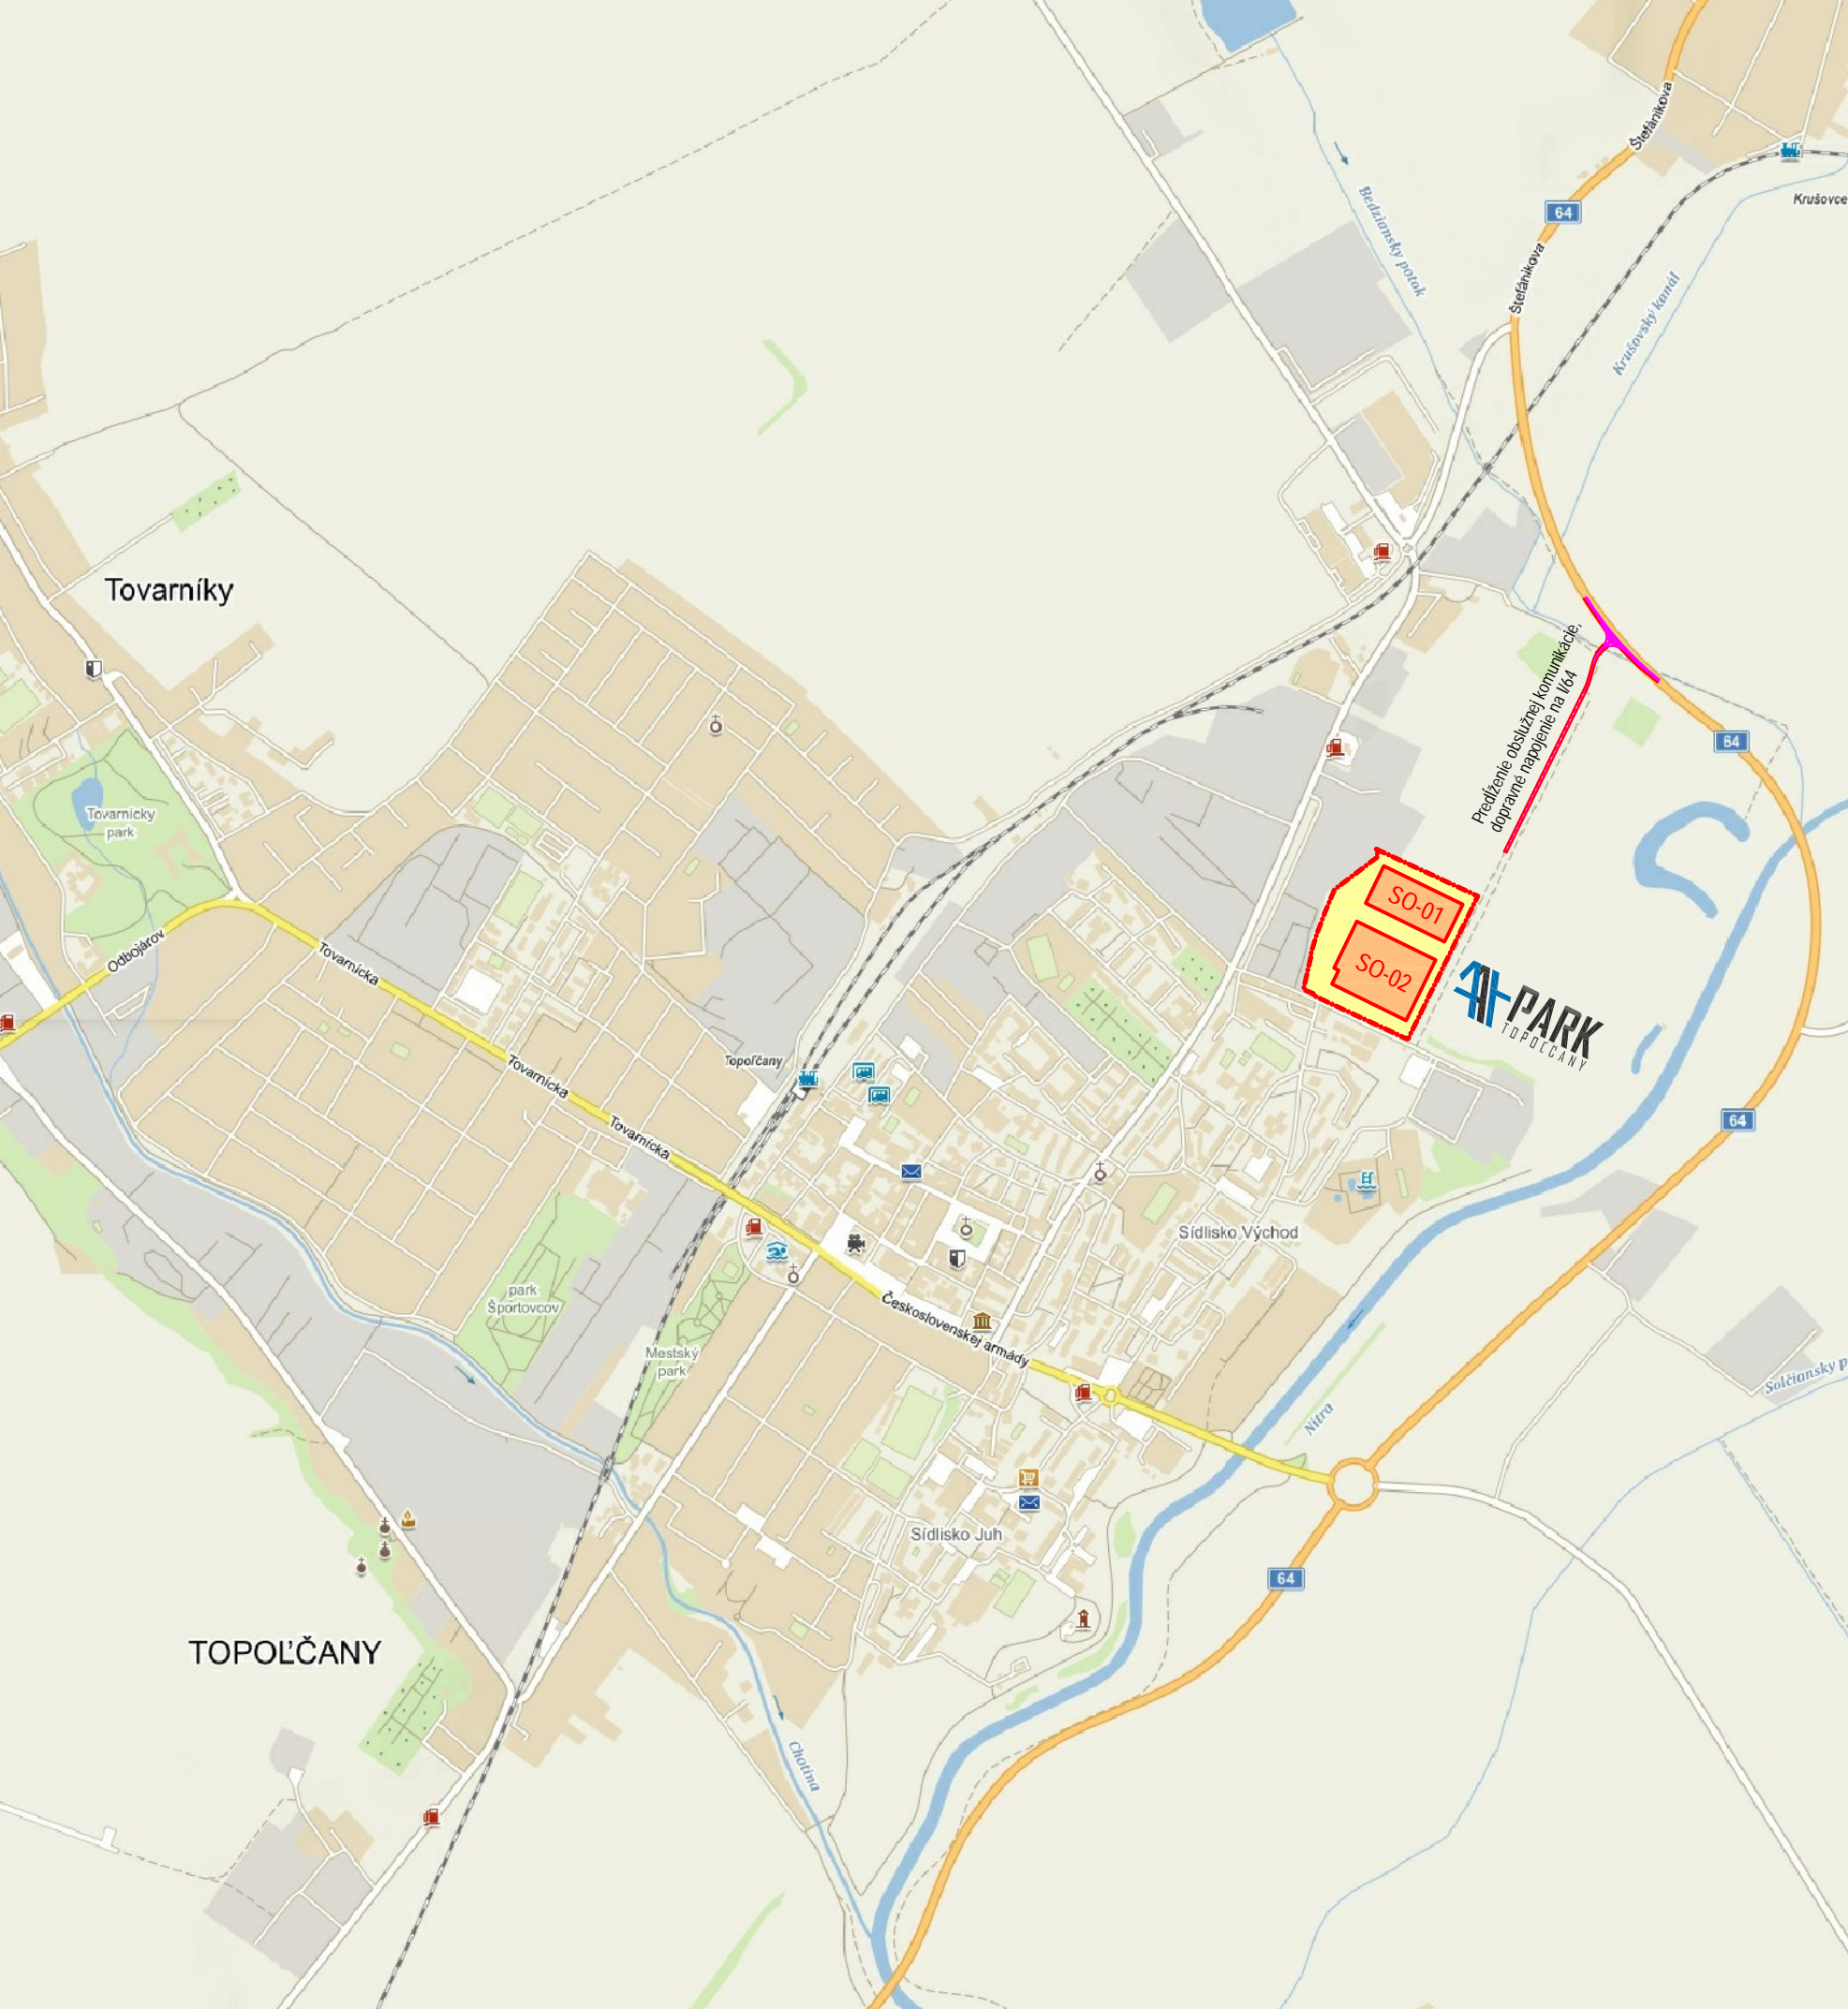 Štefánikova
Krušovce
64
Bedziansky potok
Štefánikova
Krušovský kanál
Tovarníky
Predĺženie obslužnej komunikácie,
dopravné napojenie na I/64
64
Tovarnícky
park
SO-01
Odbojárov
Tovarnícka
SO-02
PARK
TOPOĽČANY
Topoľčany
Tovarnícka
64
Tovarnícka
Sídlisko Východ
park
Športovcov
Československej armády
Mestský
park
Solčiansky p
Nitra
Sídlisko Juh
64
TOPOĽČANY
Chotina